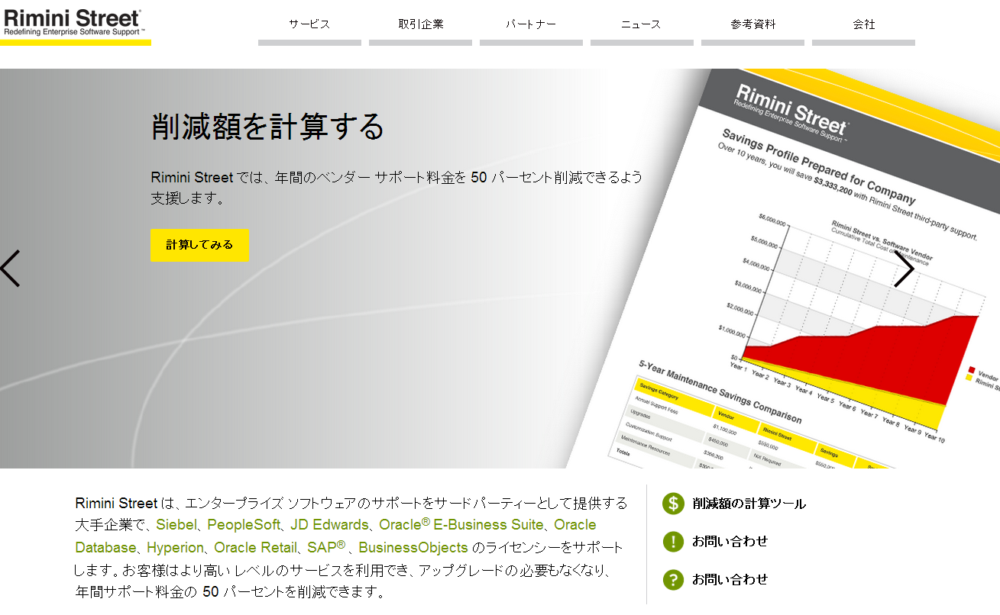 Rimini Street®
Redefining Enterprise Software Support™
サービス
取引企業
パートナー
ニュース
参考資料
会社
削減額を計算する
Rimini Street では、年間のベンダー サポート料金を 50 パーセント削減できるよう
支援します。
計算してみる
Rimini Street®
Redefining Enterprise Software Support™
Savings Profile Prepared for Company
Over 10 years, you will save $3,333,200 with Rimini Street third-party support.
Rimini Street vs. Software Vendor
Cumulative Total Cost of Maintenance
$6,000,000
$5,000,000
$4,000,000
$3,000,000
$2,000,000
$1,000,000
$0
Year 1 Year 2 Year 3 Year 4 Year 5 Year 6 Year 7 Year 8 Year 9 Year 10
Vendor
Rimini
5-Year Maintenance Savings Comparison
Savings Category Vendor Rimini Street Savings
Annual Support Fees $1,100,000 $550,000 $550,000
Upgrades $450,000 Not Required
Customization Support $360,300
Maintenance Resources
Totals
Rimini Street は、エンタープライズ ソフトウェアのサポートをサードパーティーとして提供する
大手企業で、Siebel、PeopleSoft、JD Edwards、Oracle® E-Business Suite、Oracle
Database、Hyperion、Oracle Retail、SAP® 、BusinessObjects のライセンシーをサポート
します。お客様はより高い レベルのサービスを利用でき、アップグレードの必要もなくなり、
年間サポート料金の 50 パーセントを削減できます。
削減額の計算ツール
お問い合わせ
お問い合わせ